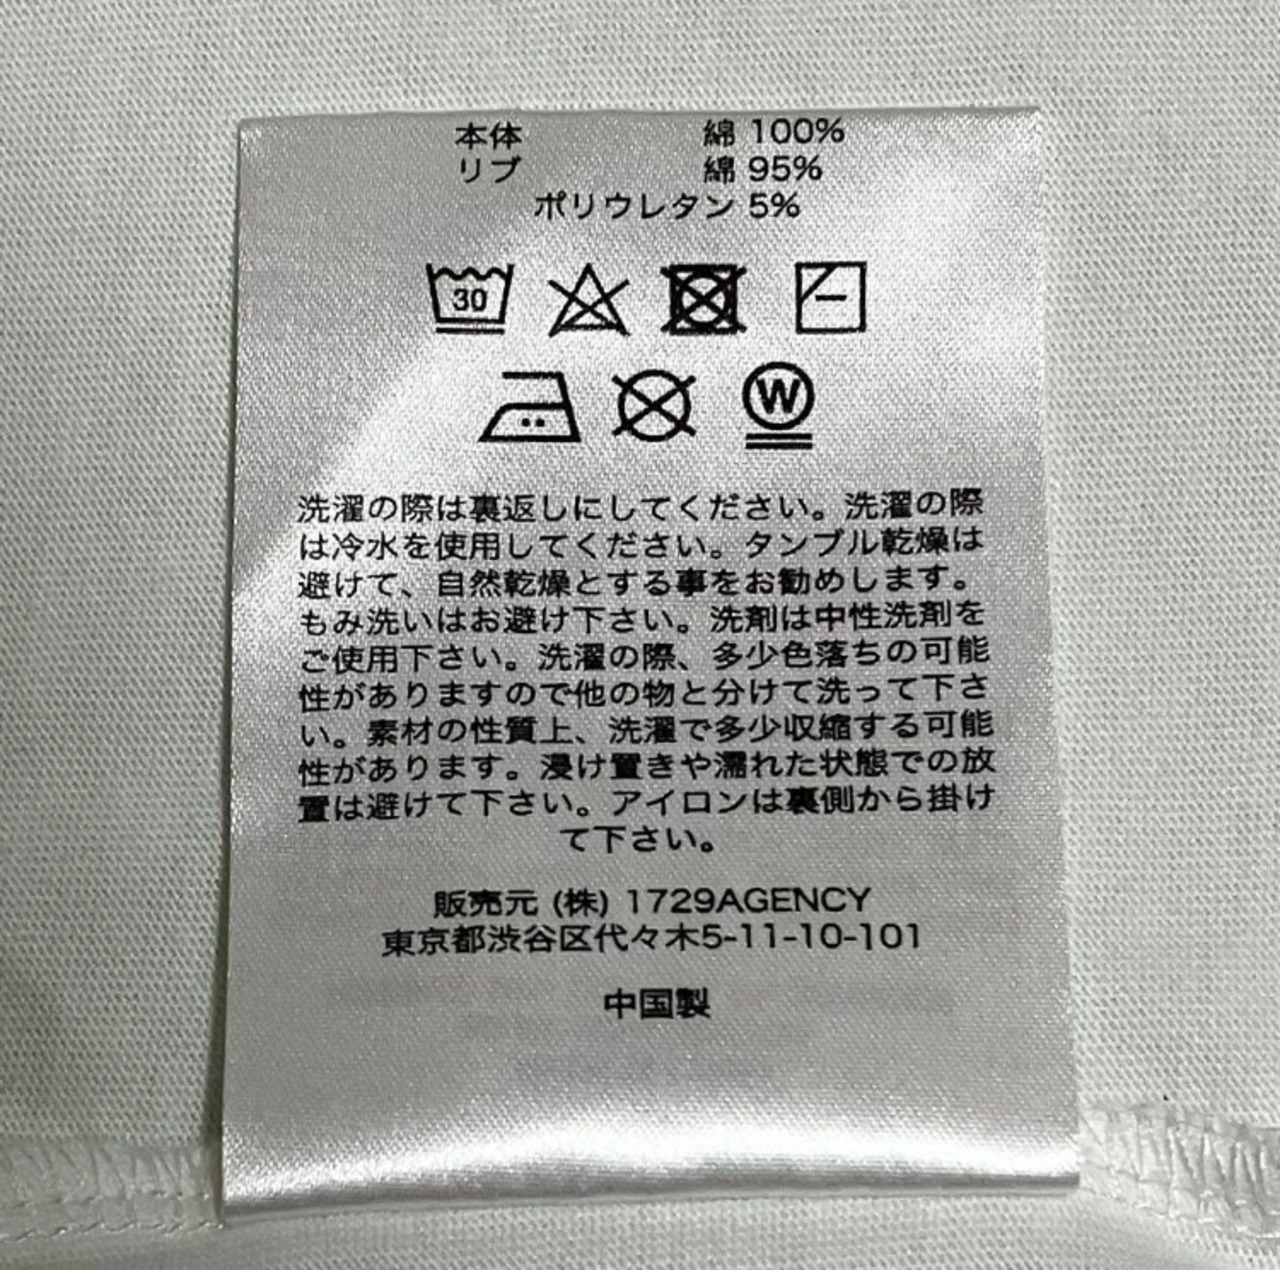 本体 綿 100%
リブ 綿 95%
ポリウレタン 5%
30
W
洗濯の際は裏返しにしてください。洗濯の際
は冷水を使用してください。タンブル乾燥は
避けて、自然乾燥とする事をお勧めします。
もみ洗いはお避け下さい。洗剤は中性洗剤を
ご使用下さい。洗濯の際、多少色落ちの可能
性がありますので他の物と分けて洗って下さ
い。素材の性質上、洗濯で多少収縮する可能
性があります。浸け置きや濡れた状態での放
置は避けて下さい。アイロンは裏側から掛け
て下さい。
販売元 (株) 1729AGENCY
東京都渋谷区代々木5-11-10-101
中国製